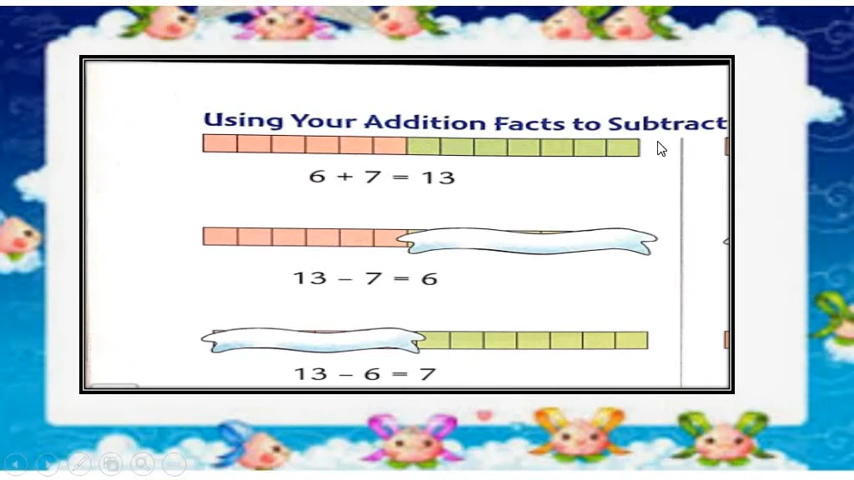 Using Your Addition Facts to Subtract
6 + 7 = 13
13 – 7 = 6
13 – 6 = 7